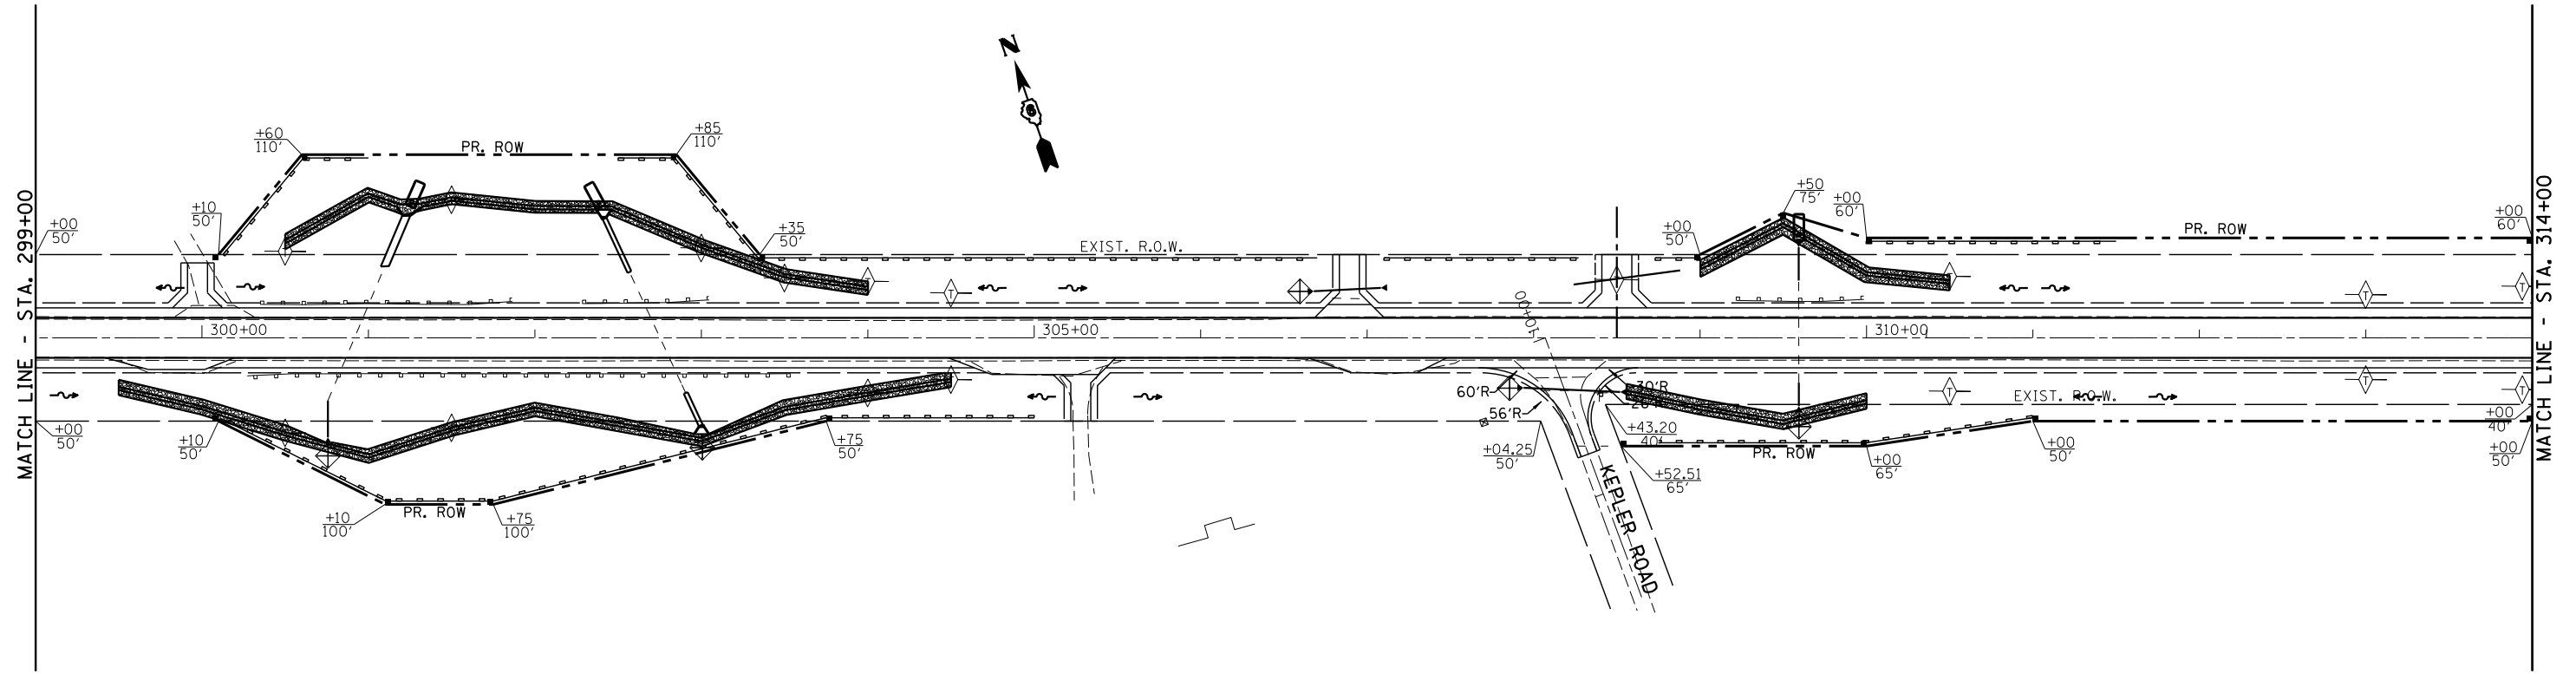 MATCH LINE - STA. 299+00
MATCH LINE - STA. 314+00
N
6
+60
110'
PR. ROW
+85
110'
+10
50'
+00
50'
+35
50'
EXIST. R.O.W.
+00
50'
+50
75'
+00
60'
PR. ROW
+00
60'
T
T
T
T
300+00
305+00
310+00
11+00
60'R
56'R
30'R
T
T
T
EXIST. R.O.W.
+00
50'
+10
50'
+75
50'
+04.25
50'
+43.20
40'
+00
40'
+00
50'
+00
50'
PR. ROW
+00
65'
+52.51
65'
KEPLER ROAD
+10
100'
PR. ROW
+75
100'